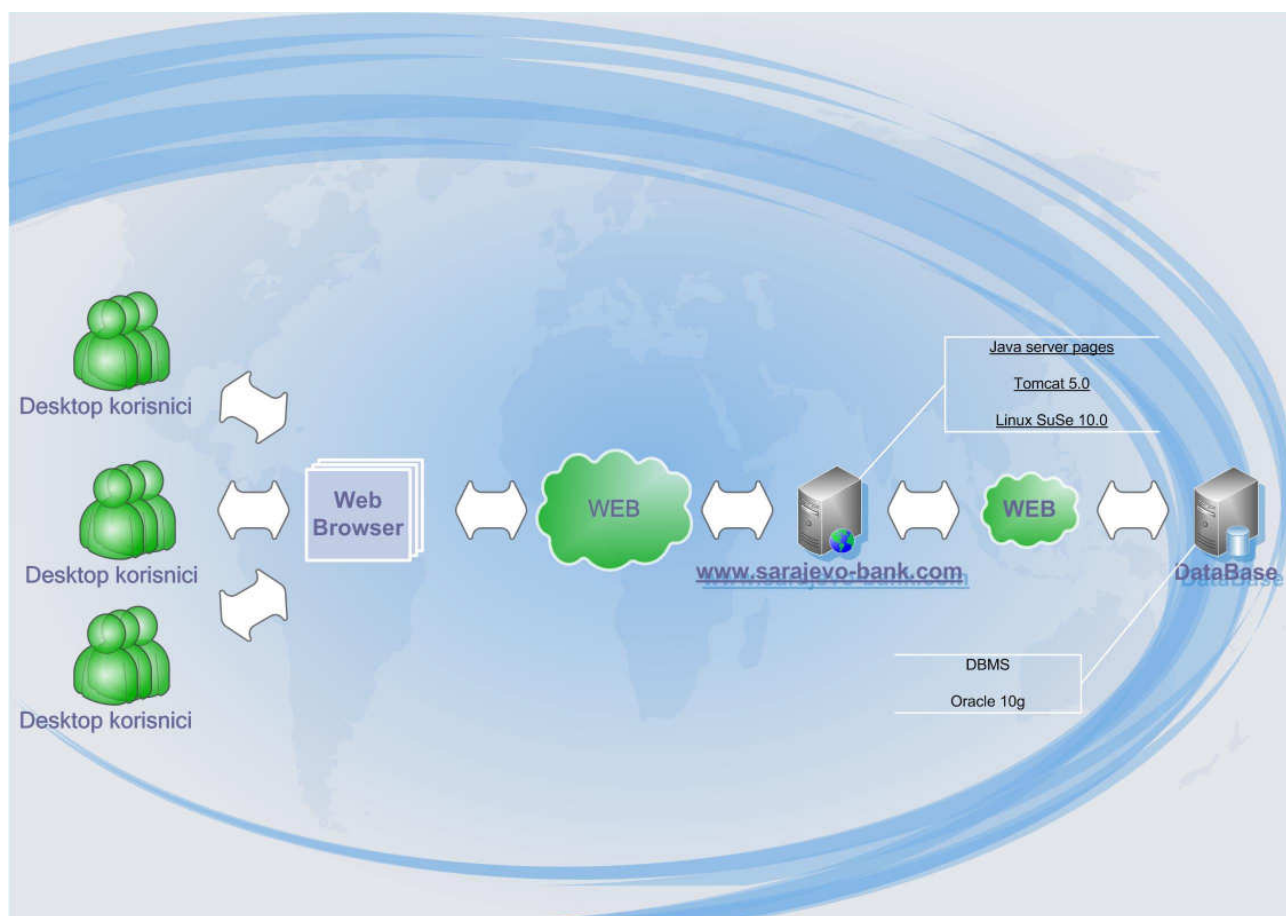 Java server pages
Tomcat 5.0
Linux SuSe 10.0
Desktop korisnici
Desktop korisnici
Desktop korisnici
Web
Browser
WEB
www.sarajevo-bank.com
WEB
DataBase
DBMS
Oracle 10g